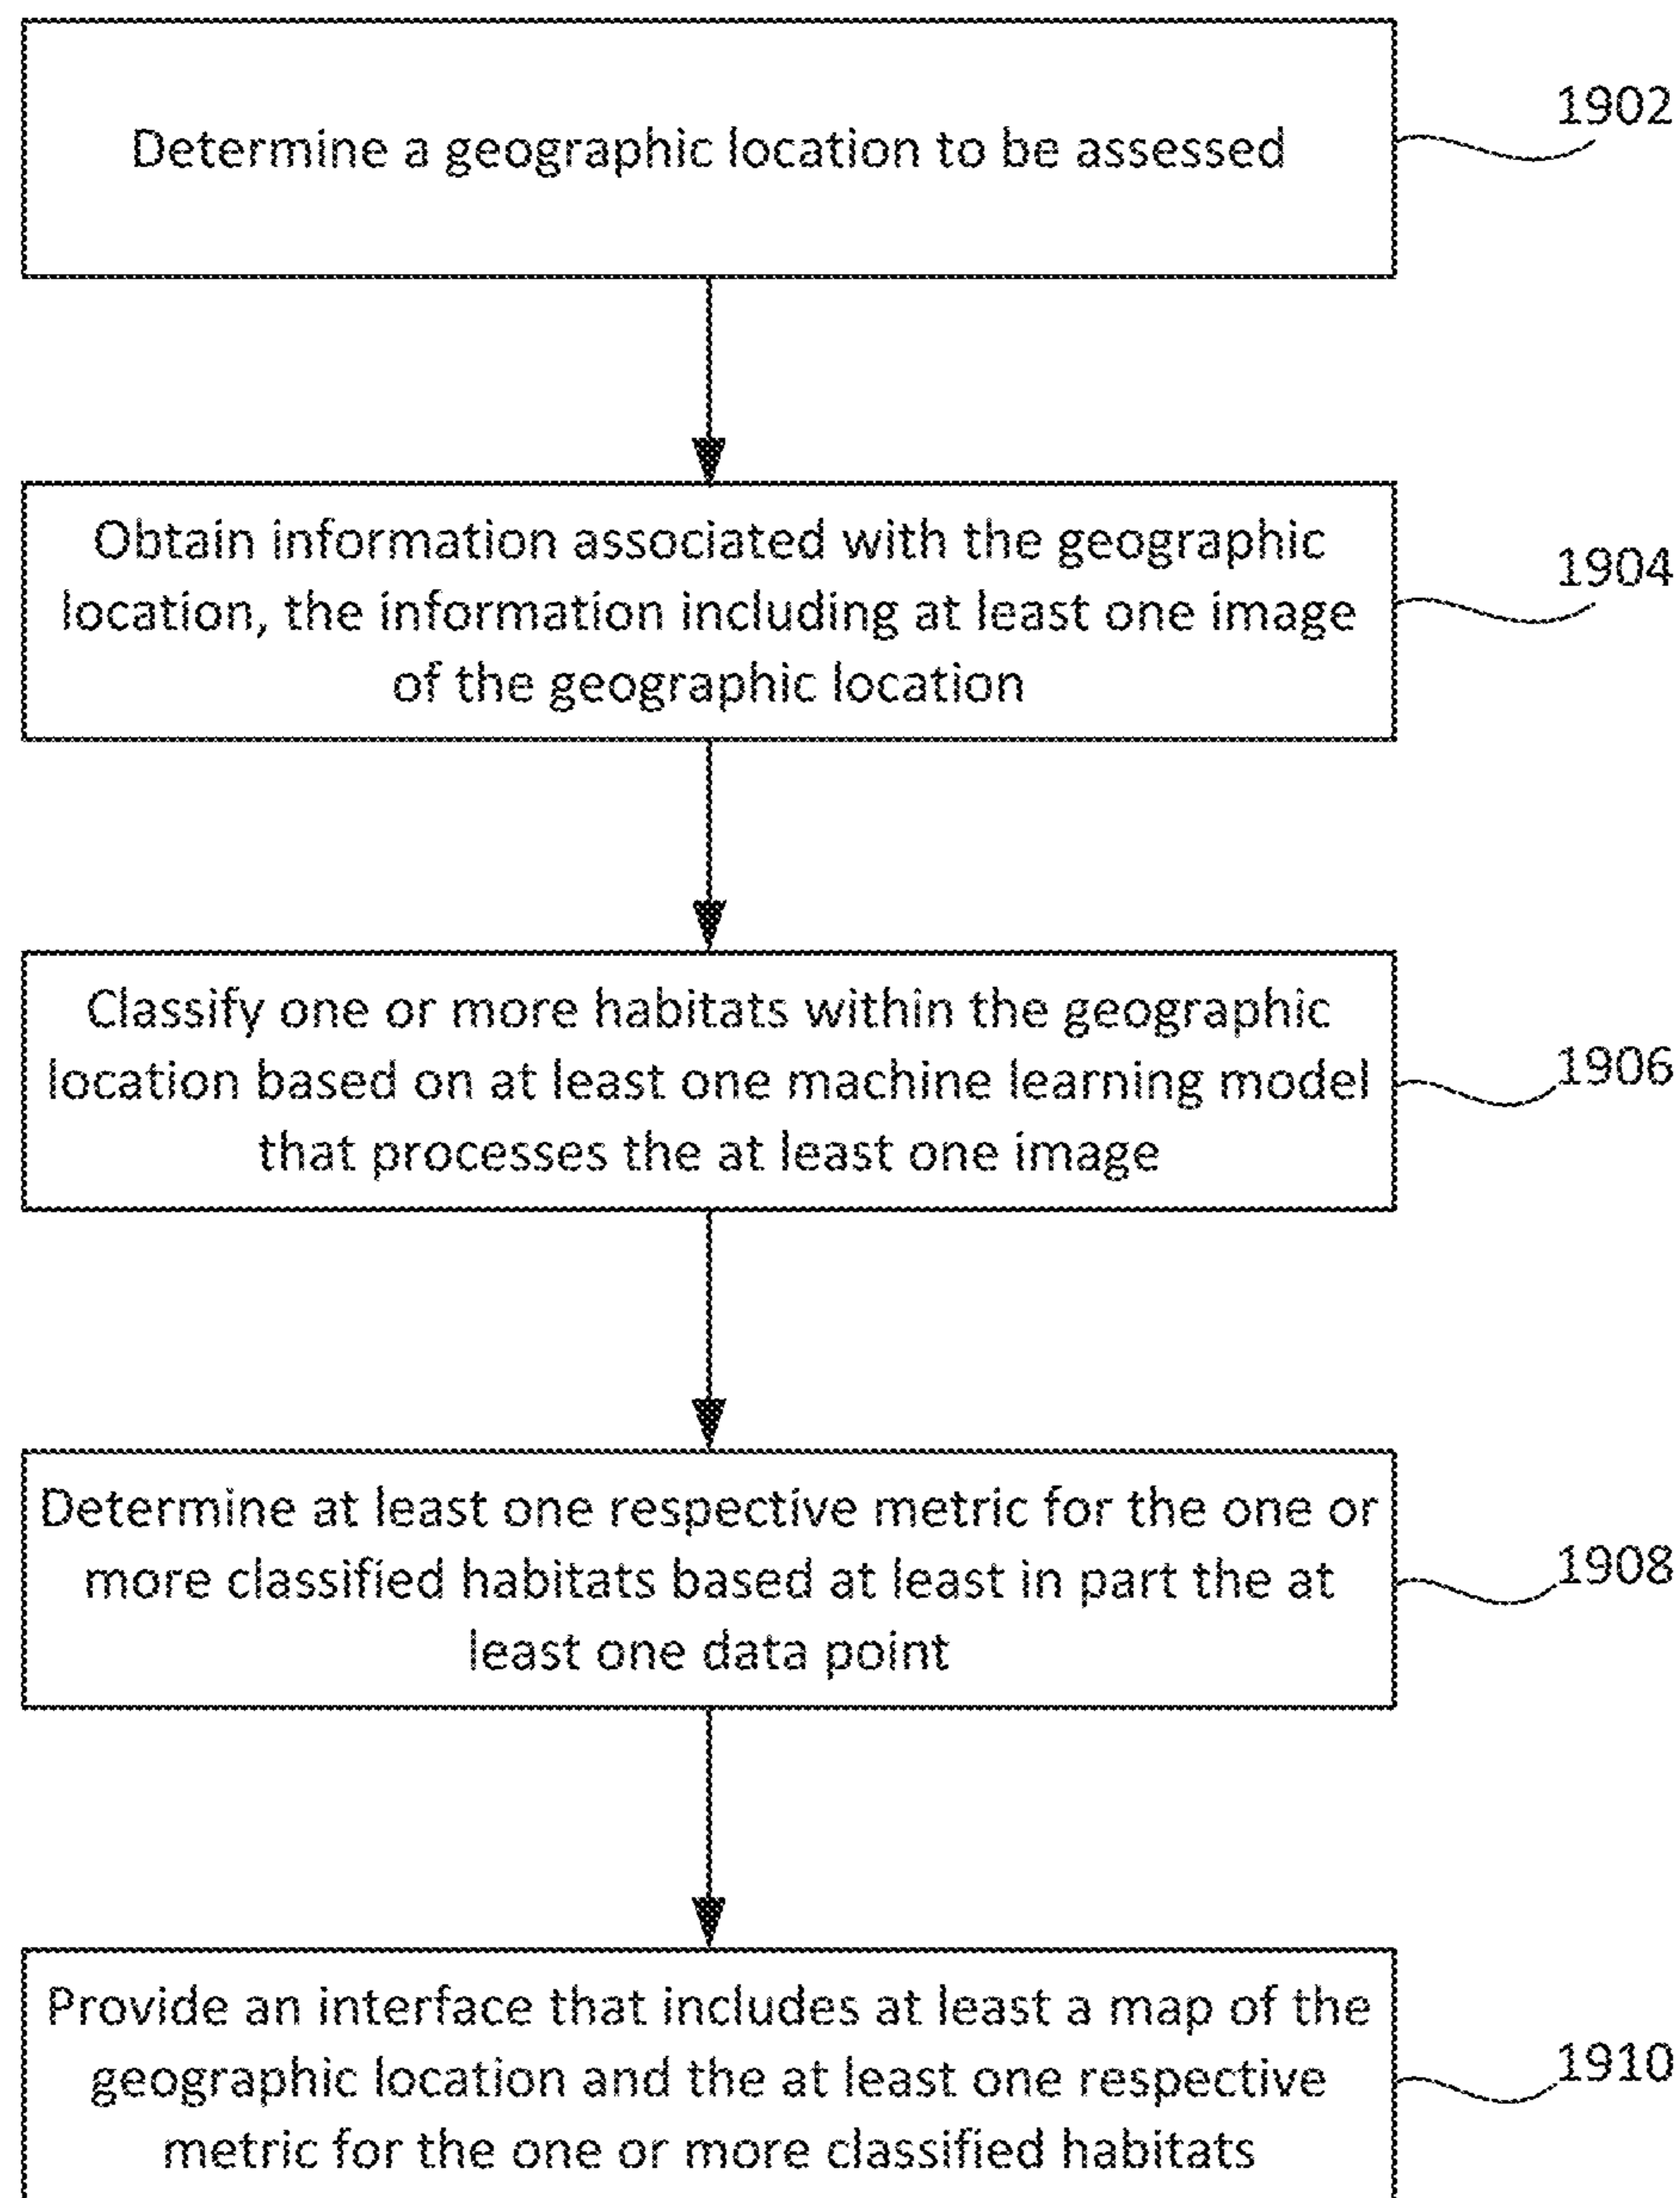 Determine a geographic location to be assessed
1902
Obtain information associated with the geographic
location, the information including at least one image
of the geographic location
1904
Classify one or more habitats within the geographic
location based on at least one machine learning model
that processes the at least one image
1906
Determine at least one respective metric for the one or
more classified habitats based at least in part the at
least one data point
1908
Provide an interface that includes at least a map of the
geographic location and the at least one respective
metric for the one or more classified habitats
1910